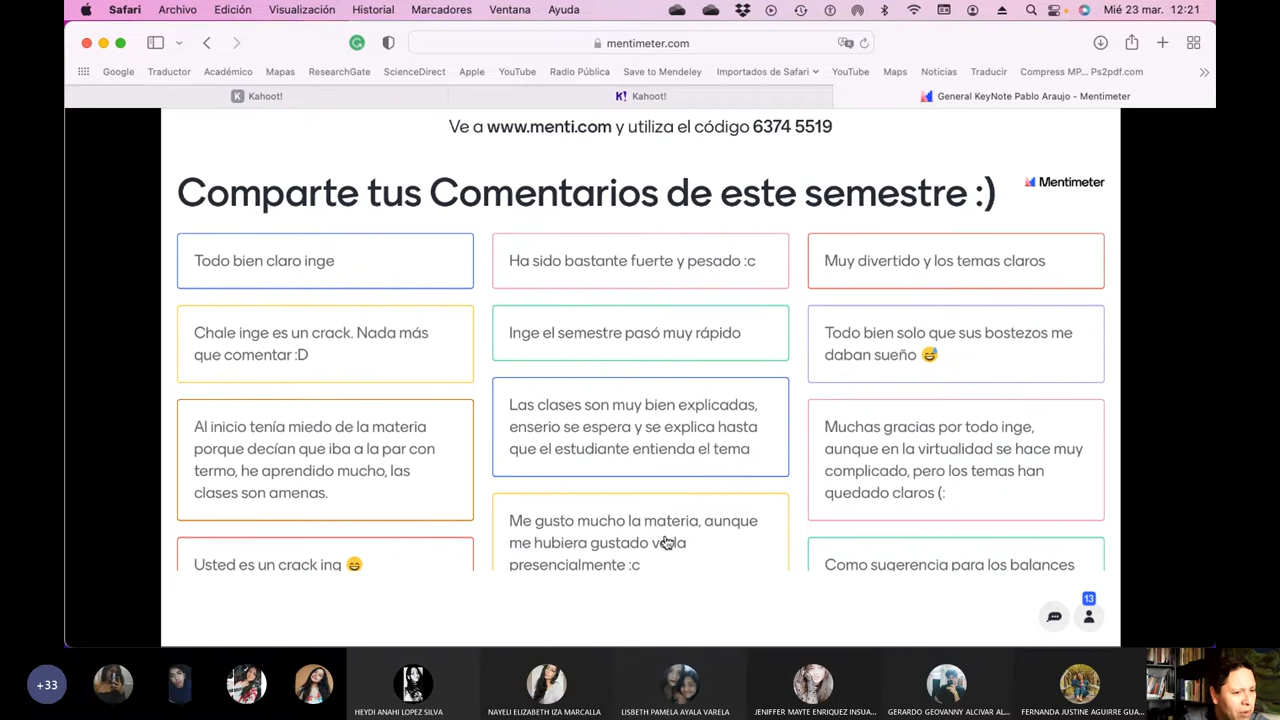 Safari Archivo Edición Visualización Historial Marcadores Ventana Ayuda Mié 23 mar. 12:21
mentimeter.com
Google Traductor Académico Mapas ResearchGate ScienceDirect Apple YouTube Radio Pública Save to Mendeley Importados de Safari YouTube Maps Noticias Traducir Compress MP... Ps2pdf.com
Kahoot! Kahoot! General KeyNote Pablo Araujo - Mentimeter
Ve a www.menti.com y utiliza el código 6374 5519
Comparte tus Comentarios de este semestre :)
Mentimeter
Todo bien claro inge
Ha sido bastante fuerte y pesado :c
Muy divertido y los temas claros
Chale inge es un crack. Nada más
que comentar :D
Inge el semestre pasó muy rápido
Todo bien solo que sus bostezos me
daban sueño 😅
Al inicio tenía miedo de la materia
porque decían que iba a la par con
termo, he aprendido mucho, las
clases son amenas.
Las clases son muy bien explicadas,
enserio se espera y se explica hasta
que el estudiante entienda el tema
Muchas gracias por todo inge,
aunque en la virtualidad se hace muy
complicado, pero los temas han
quedado claros (:
Usted es un crack ing 😄
Me gusto mucho la materia, aunque
me hubiera gustado
presencialmente :c
Como sugerencia para los balances
13
+33
HEYDI ANAHI LOPEZ SILVA
NAYELI ELIZABETH IZA MARCALLA
LISBETH PAMELA AYALA VARELA
JENIFFER MAYTE ENRIQUEZ INSUA...
GERARDO GEOVANNY ALCIVAR AL...
FERNANDA JUSTINE AGUIRRE GUA...